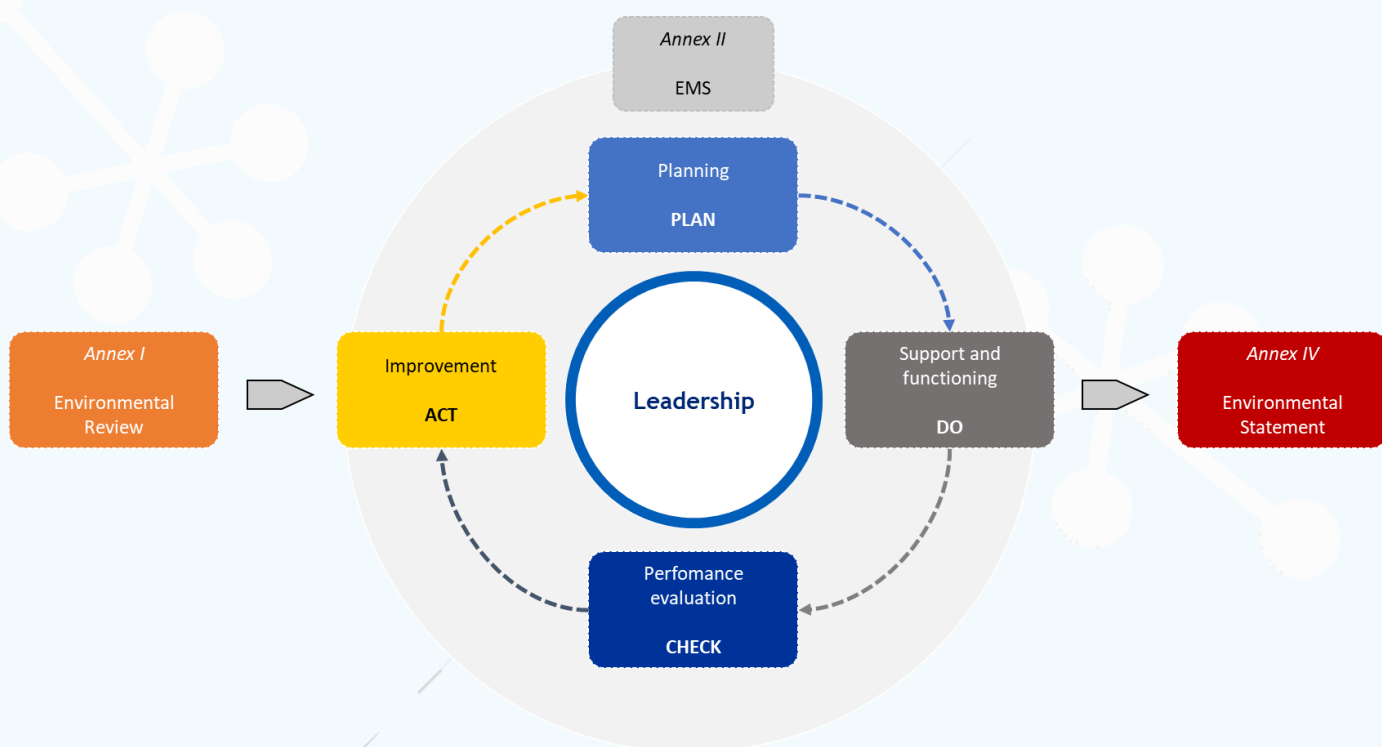 Annex II
EMS
Planning
PLAN
Annex I
Environmental
Review
Improvement
ACT
Leadership
Support and
functioning
DO
Annex IV
Environmental
Statement
Perfomance
evaluation
CHECK